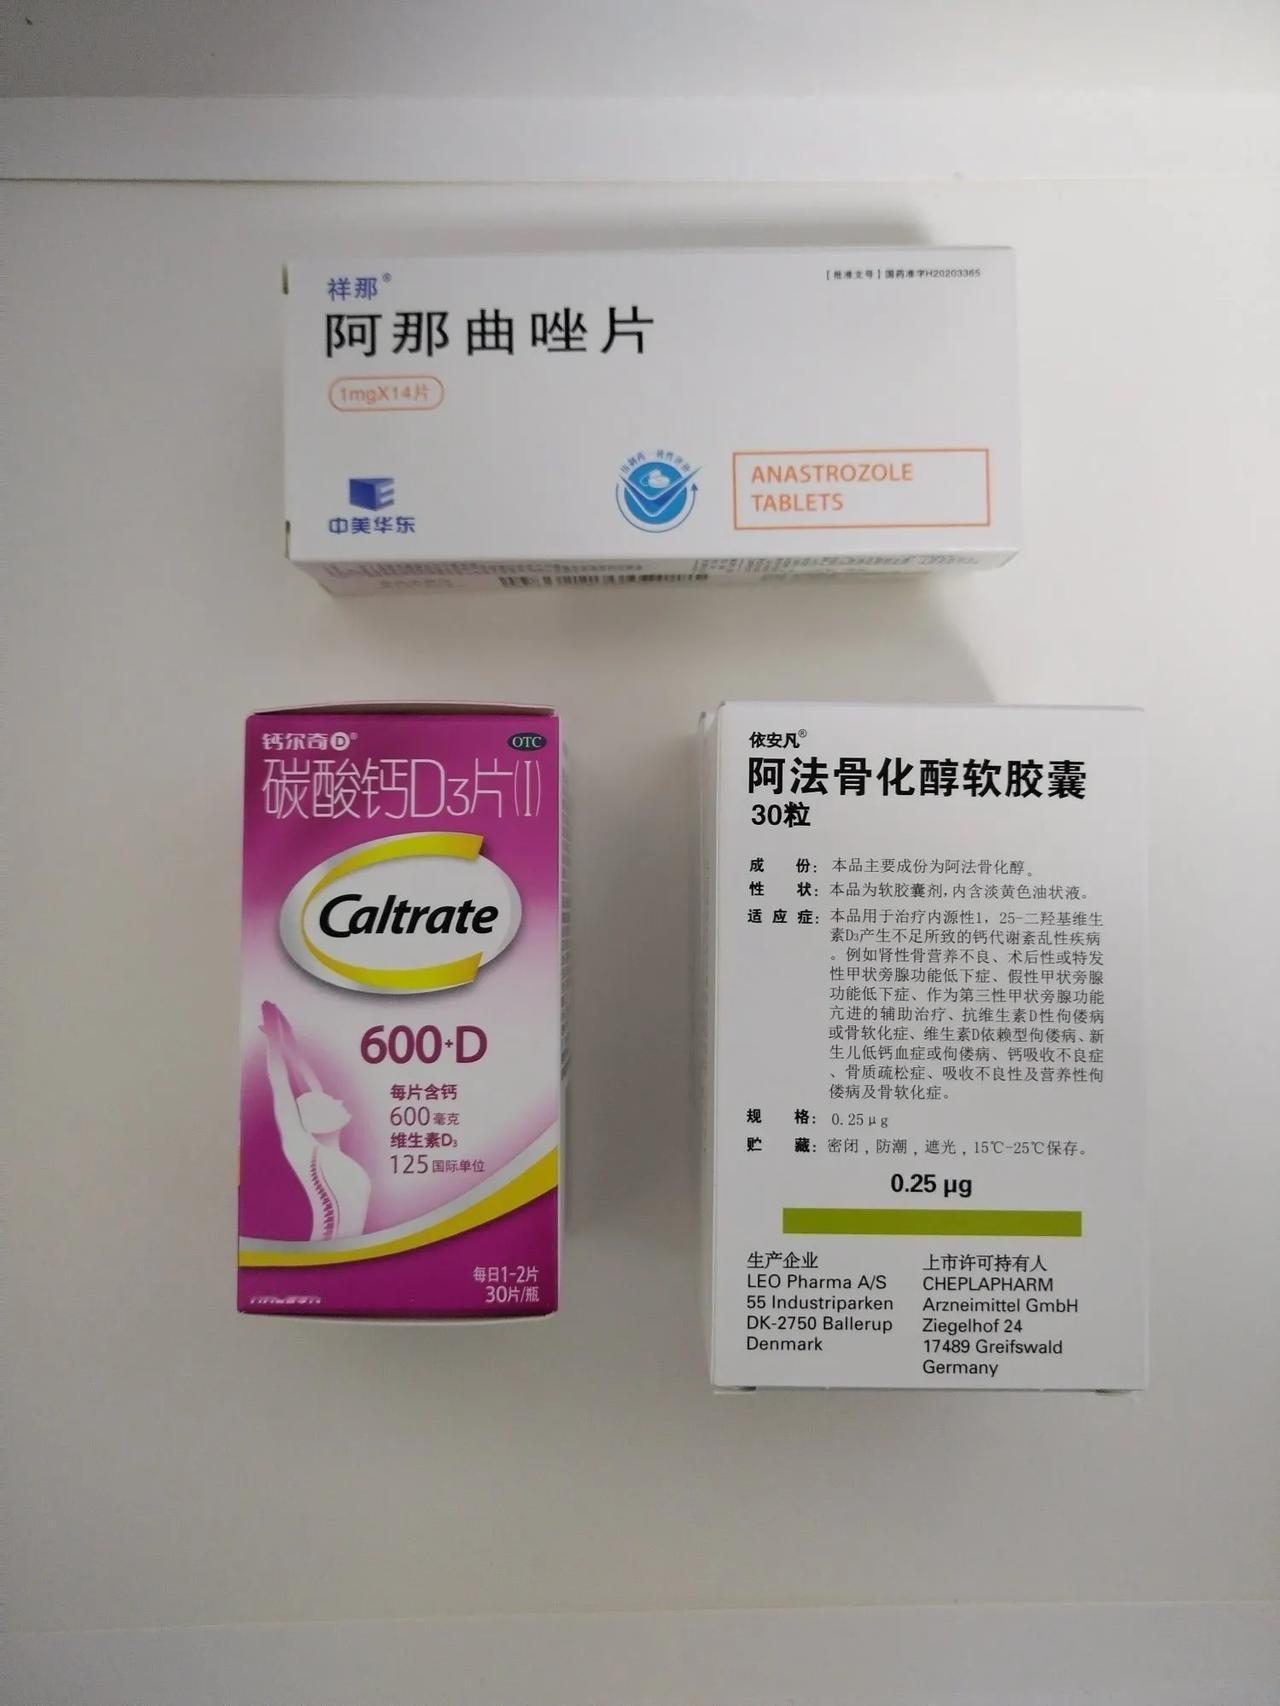 祥那®
[批准文号]国药准字H20203365
阿那曲唑片
1mgX14片
仿制药一致性评价
中美华东
ANASTROZOLE
TABLETS
钙尔奇D®
OTC
碳酸钙D3片(I)
Caltrate
600+D
每片含钙
600毫克
维生素D3
125国际单位
每日1-2片
30片/瓶
依安凡®
阿法骨化醇软胶囊
30粒
成 份：本品主要成份为阿法骨化醇。
性 状：本品为软胶囊剂，内含淡黄色油状液。
适应症：本品用于治疗内源性1，25-二羟基维生
素D3产生不足所致的钙代谢紊乱性疾病
。例如肾性骨营养不良、术后性或特发
性甲状旁腺功能低下症、假性甲状旁腺
功能低下症、作为第三性甲状旁腺功能
亢进的辅助治疗、抗维生素D性佝偻病
或骨软化症、维生素D依赖型佝偻病、新
生儿低钙血症或佝偻病、钙吸收不良症
、骨质疏松症、吸收不良性及营养性佝
偻病及骨软化症。
规 格：0.25μg
贮 藏：密闭，防潮，遮光，15℃-25℃保存。
0.25 μg
生产企业
LEO Pharma A/S
55 Industriparken
DK-2750 Ballerup
Denmark
上市许可持有人
CHEPLAPHARM
Arzneimittel GmbH
Ziegelhof 24
17489 Greifswald
Germany